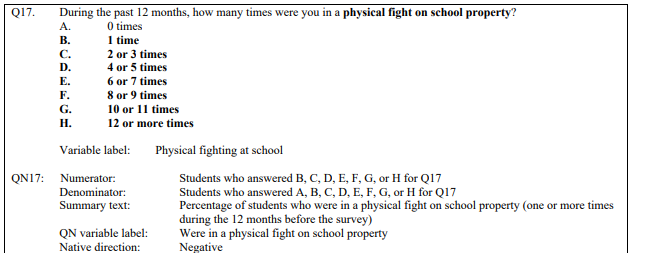 Q17. During the past 12 months, how many times were you in a physical fight on school property?
A. 0 times
B. 1 time
C. 2 or 3 times
D. 4 or 5 times
E. 6 or 7 times
F. 8 or 9 times
G. 10 or 11 times
H. 12 or more times
Variable label: Physical fighting at school
QN17: Numerator: Students who answered B, C, D, E, F, G, or H for Q17
Denominator: Students who answered A, B, C, D, E, F, G, or H for Q17
Summary text: Percentage of students who were in a physical fight on school property (one or more times
during the 12 months before the survey)
QN variable label: Were in a physical fight on school property
Native direction: Negative